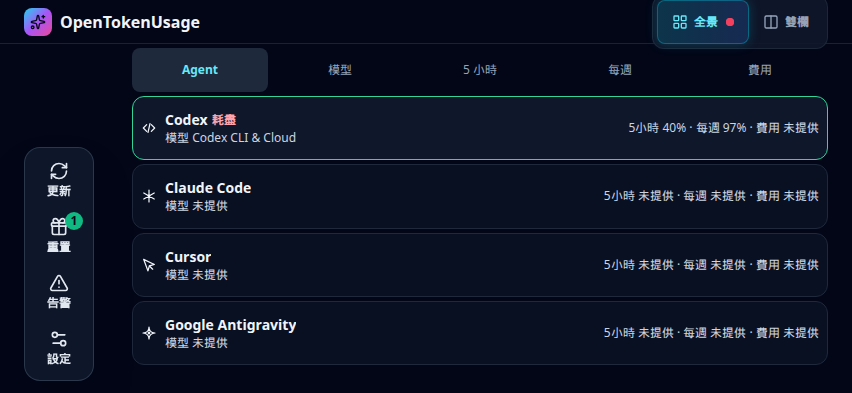 OpenTokenUsage
全景
雙欄
Agent
模型
5 小時
每週
費用
Codex 耗盡
模型 Codex CLI & Cloud
5小時 40% · 每週 97% · 費用 未提供
Claude Code
模型 未提供
5小時 未提供 · 每週 未提供 · 費用 未提供
Cursor
模型 未提供
5小時 未提供 · 每週 未提供 · 費用 未提供
Google Antigravity
模型 未提供
5小時 未提供 · 每週 未提供 · 費用 未提供
更新
1
重置
告警
設定